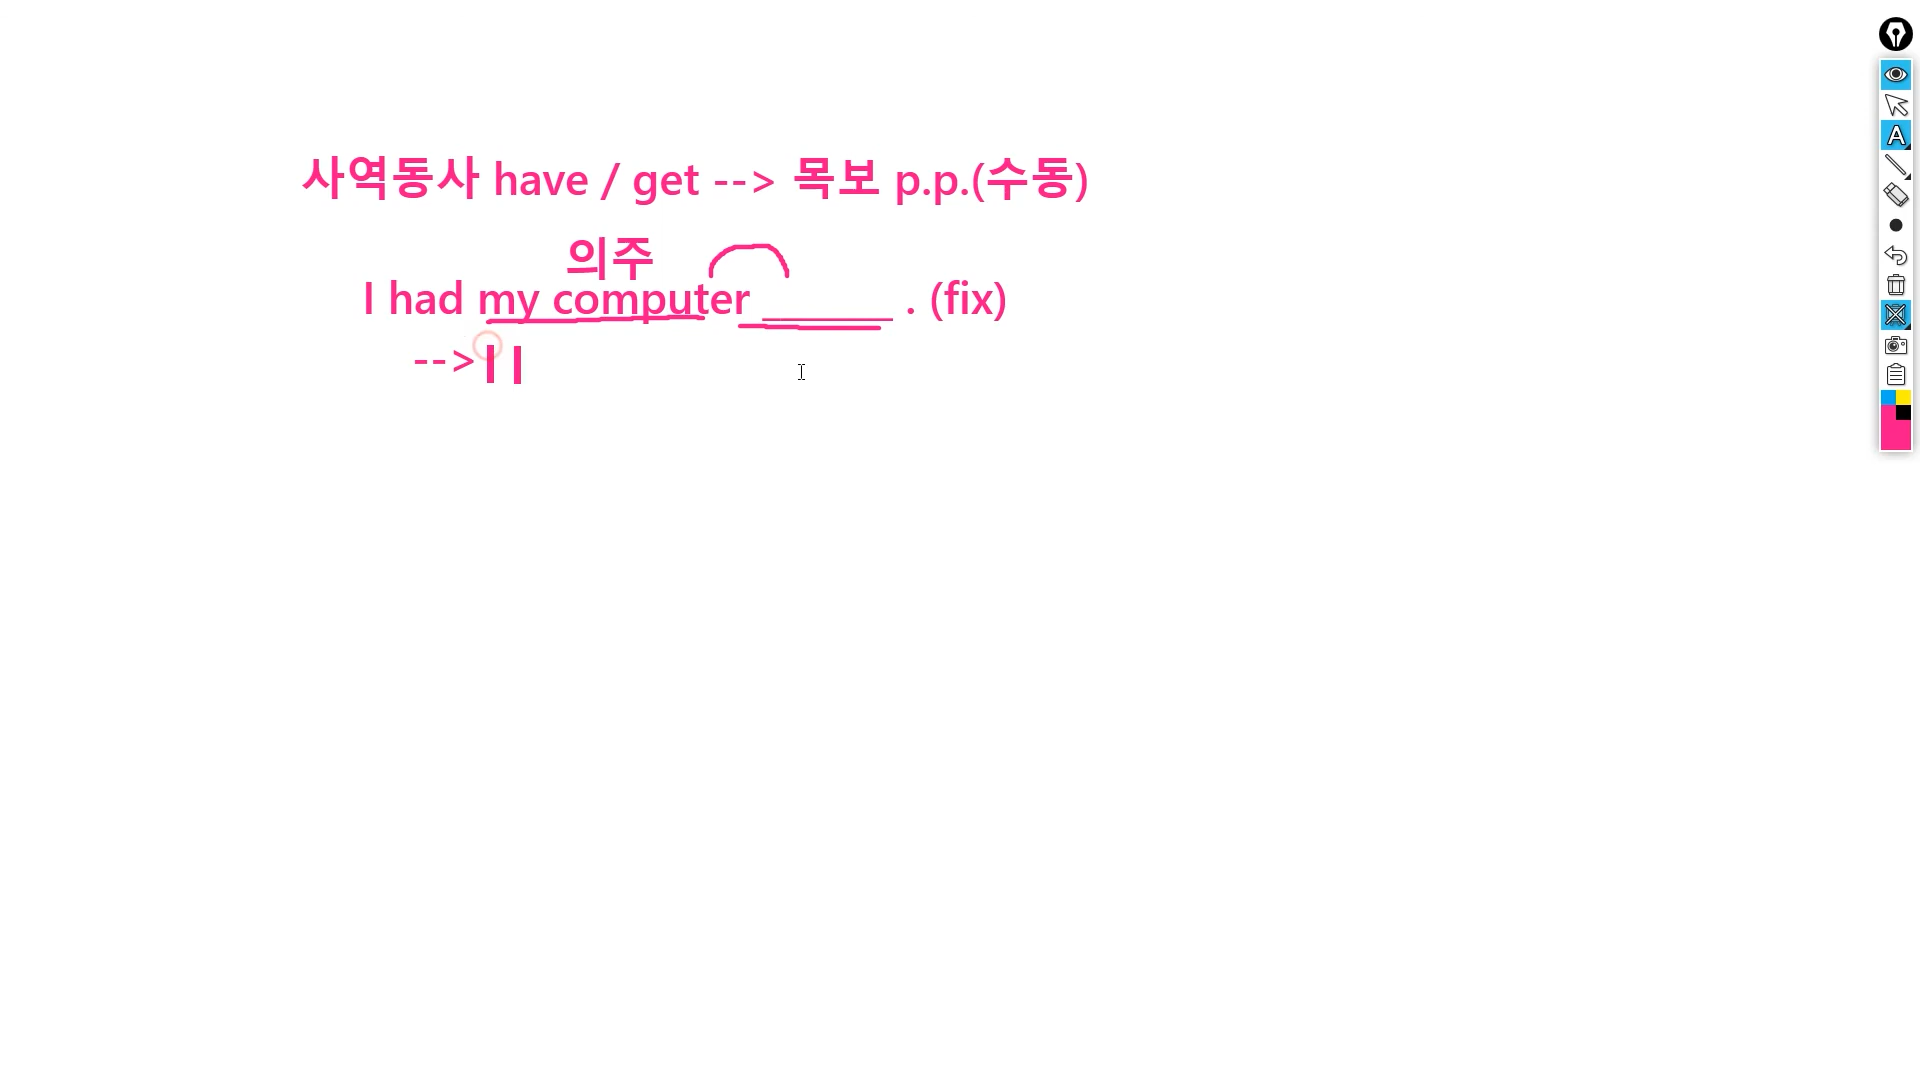 사역동사 have / get --> 목보 p.p.(수동)
의주
I had my computer ______ . (fix)
-->